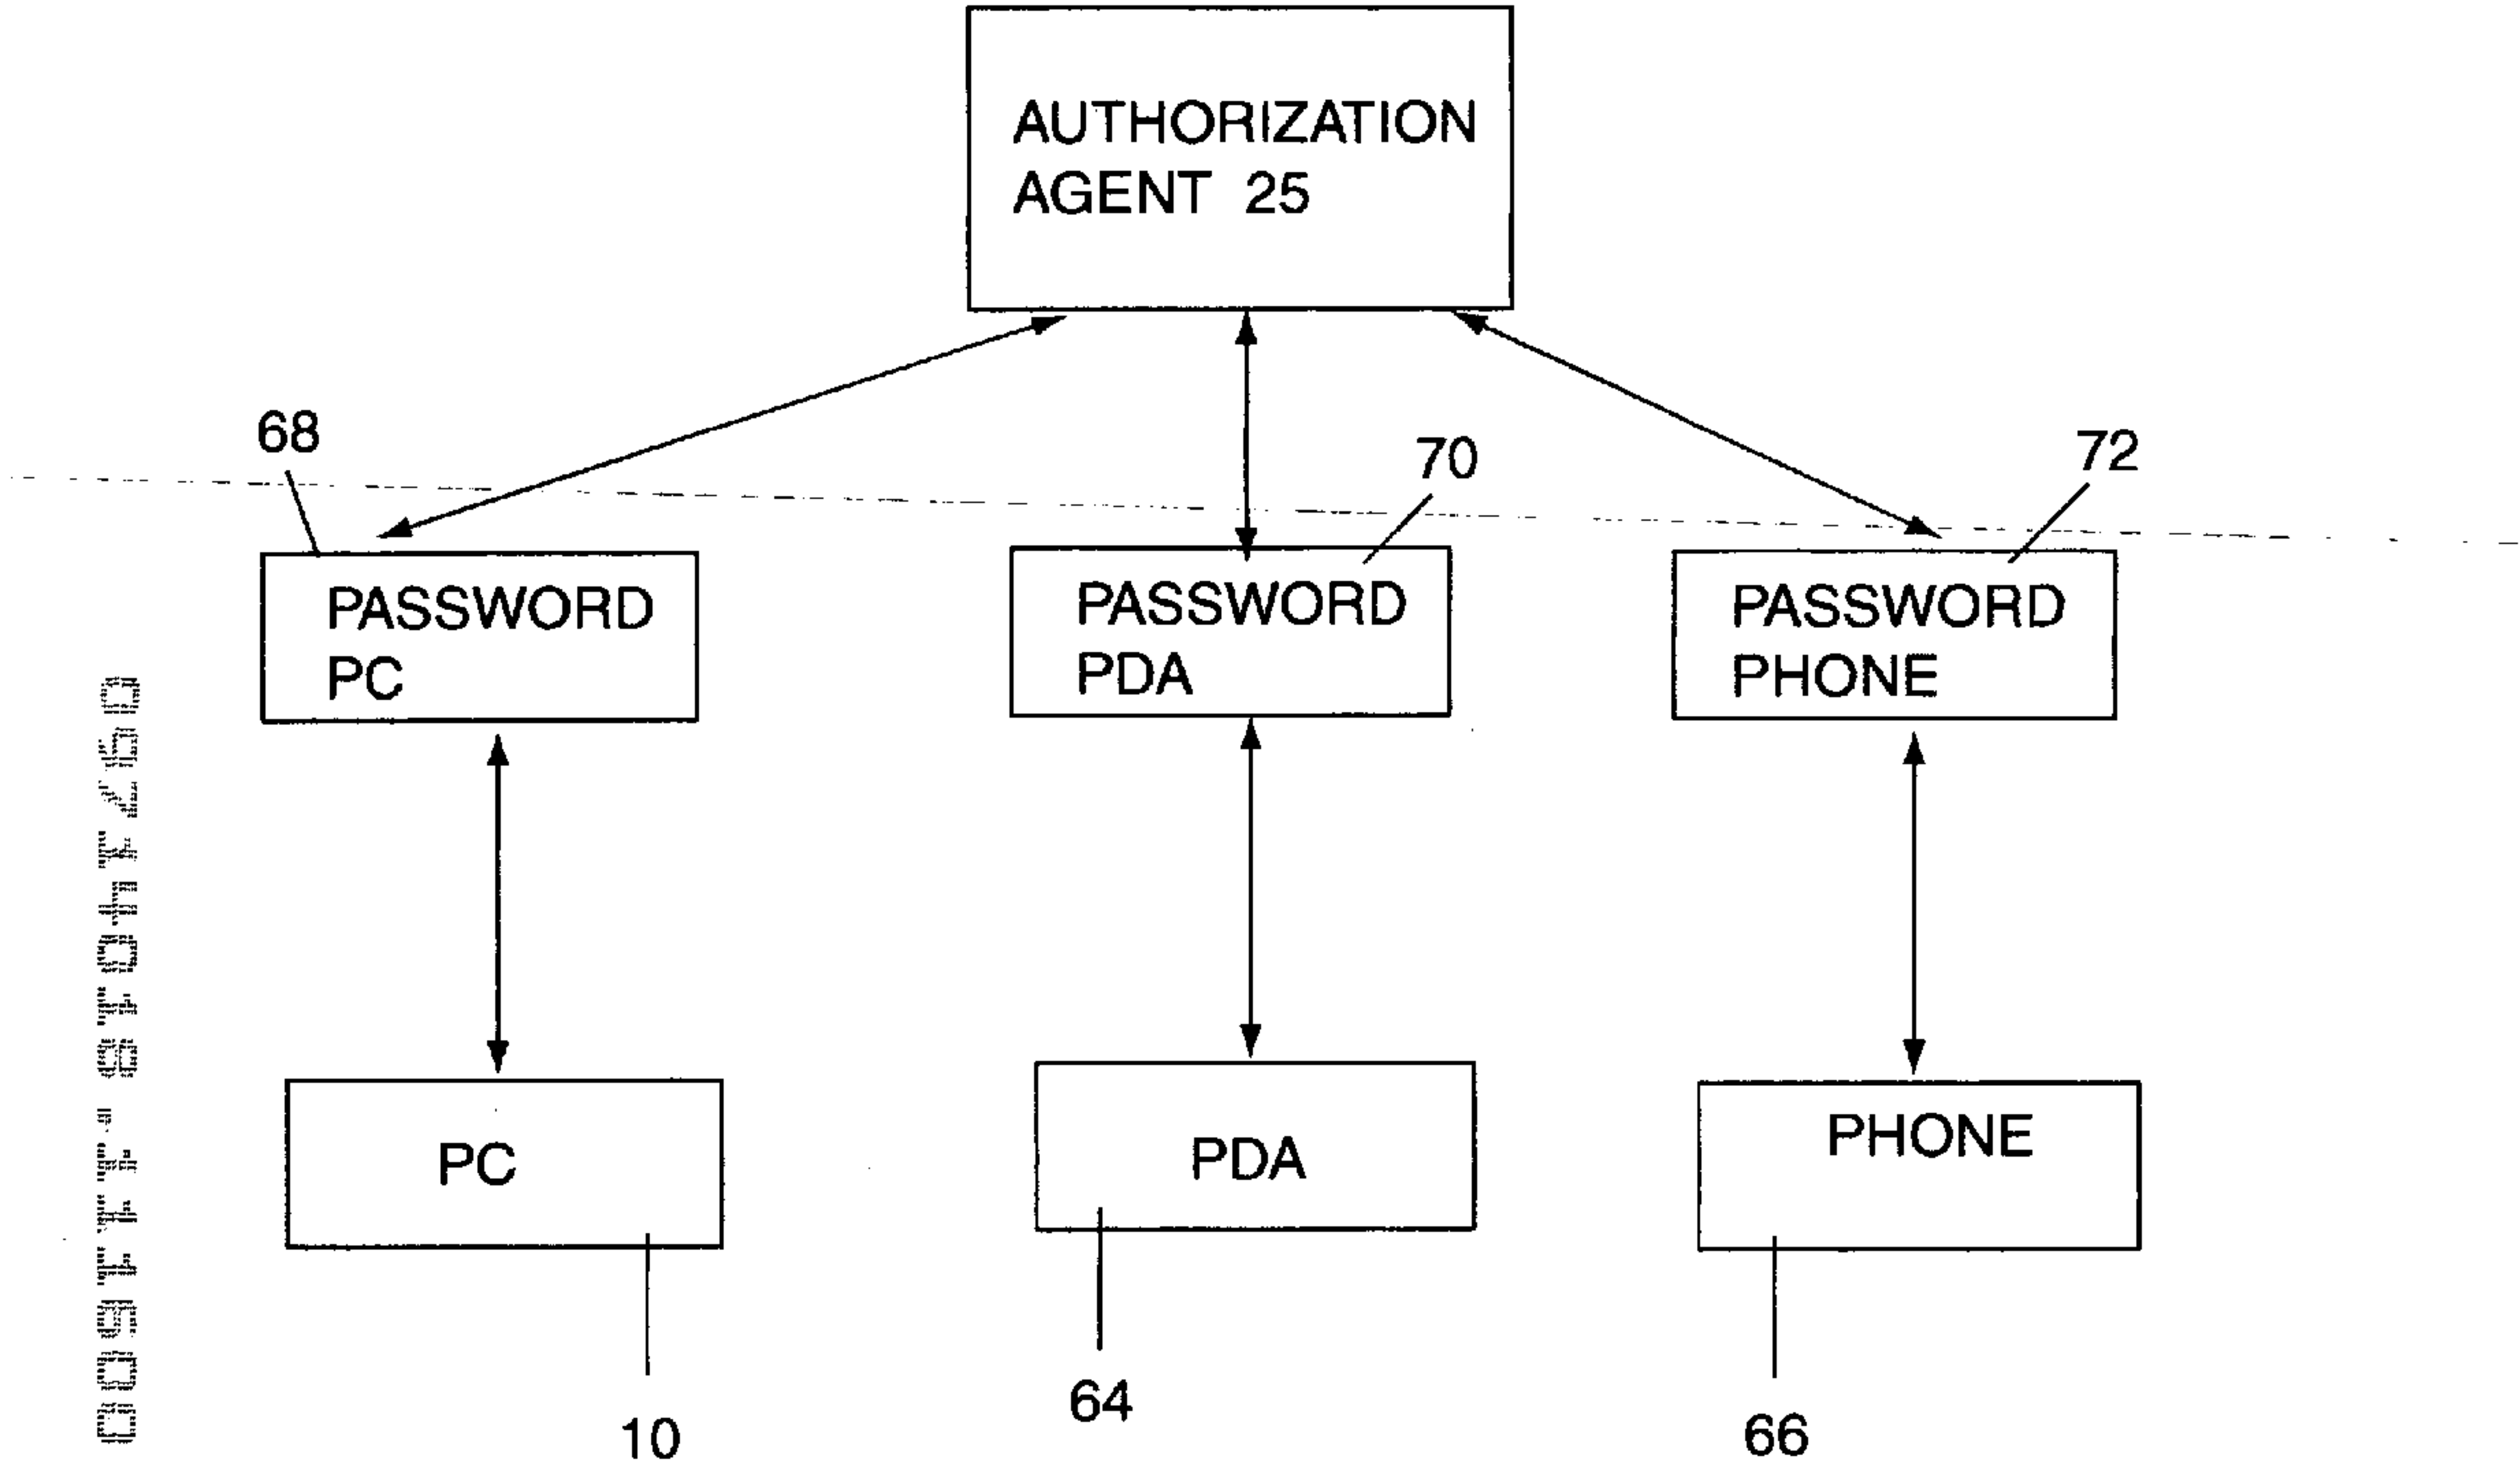 AUTHORIZATION
AGENT 25
68
70
72
PASSWORD
PC
PASSWORD
PDA
PASSWORD
PHONE
PC
PDA
PHONE
10
64
66